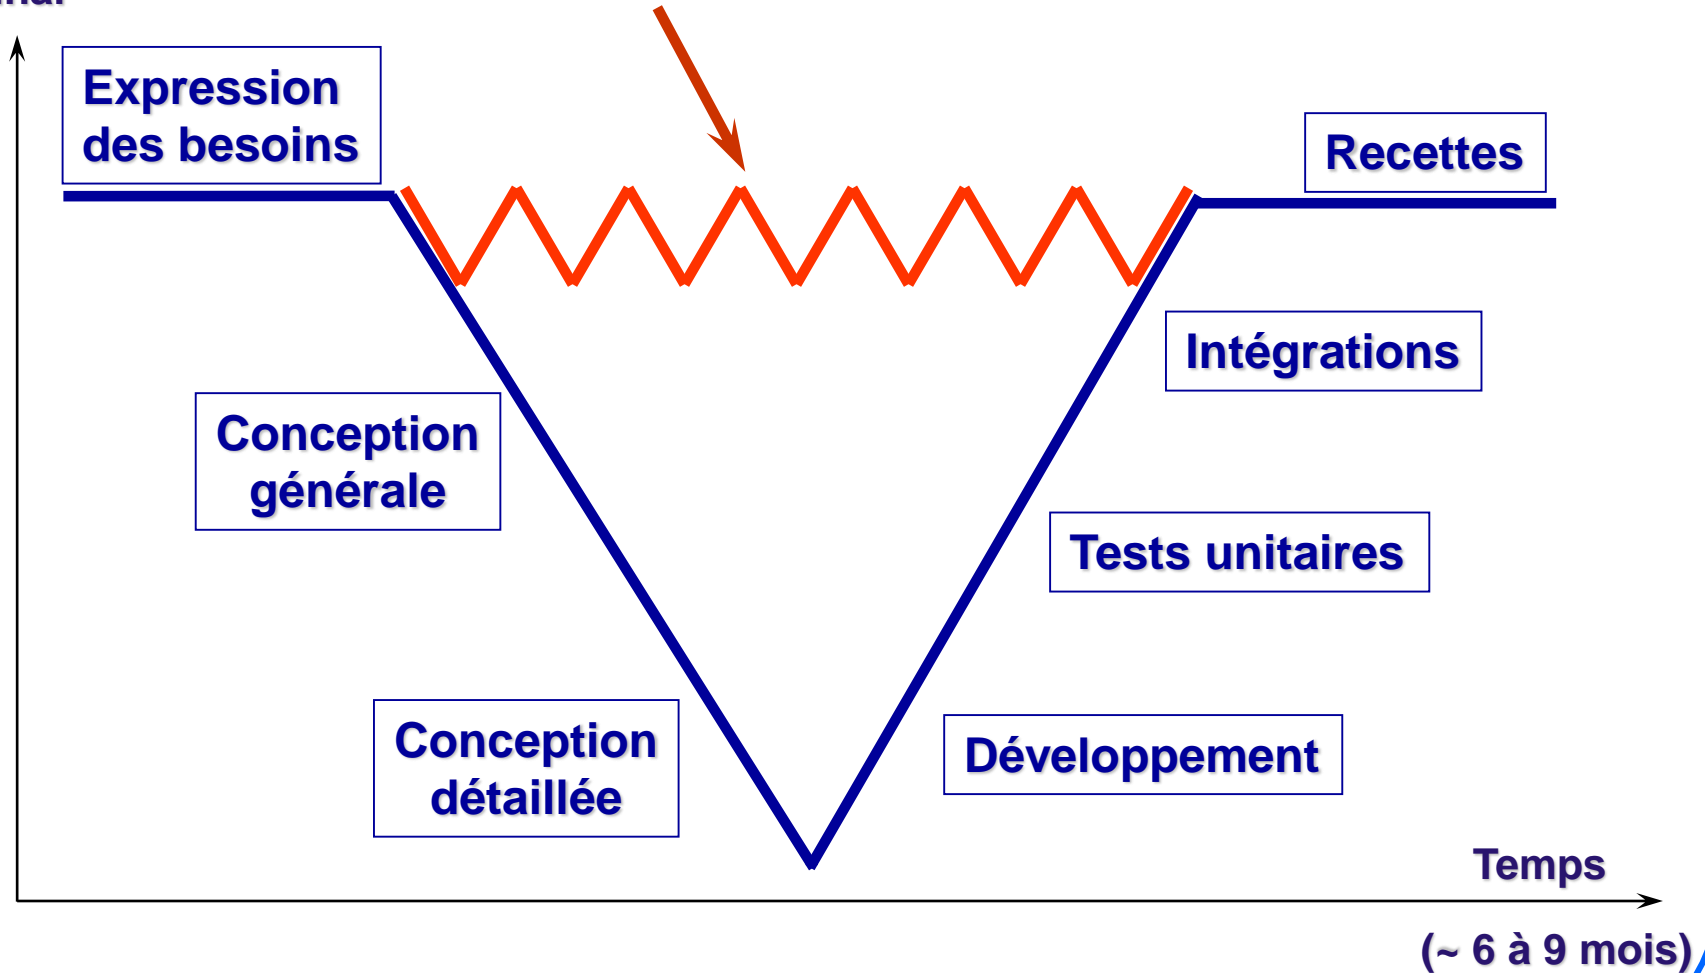 Expression
des besoins
Recettes
Intégrations
Conception
générale
Tests unitaires
Conception
détaillée
Développement
Temps
(~ 6 à 9 mois)